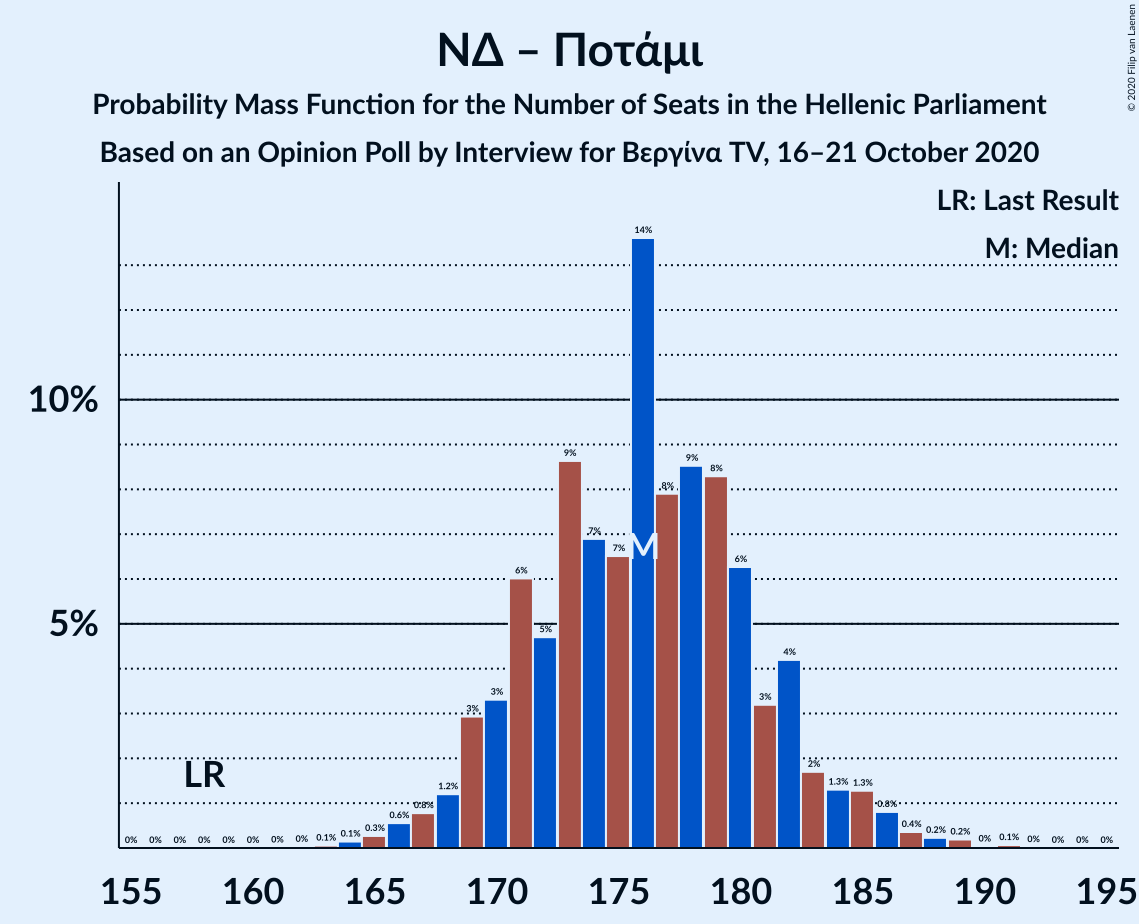 ΝΔ – Ποτάμι
Probability Mass Function for the Number of Seats in the Hellenic Parliament
Based on an Opinion Poll by Interview for Βεργίνα TV, 16–21 October 2020
© 2020 Filip van Laenen
LR: Last Result
M: Median
10%
5%
LR
M
0% 0% 0% 0% 0% 0% 0% 0% 0.1% 0.1% 0.3% 0.6% 0.8% 1.2% 3% 3% 6% 5% 9% 7% 7% 14% 8% 9% 8% 6% 3% 4% 2% 1.3% 1.3% 0.8% 0.4% 0.2% 0.2% 0% 0.1% 0% 0% 0% 0%
155 160 165 170 175 180 185 190 195